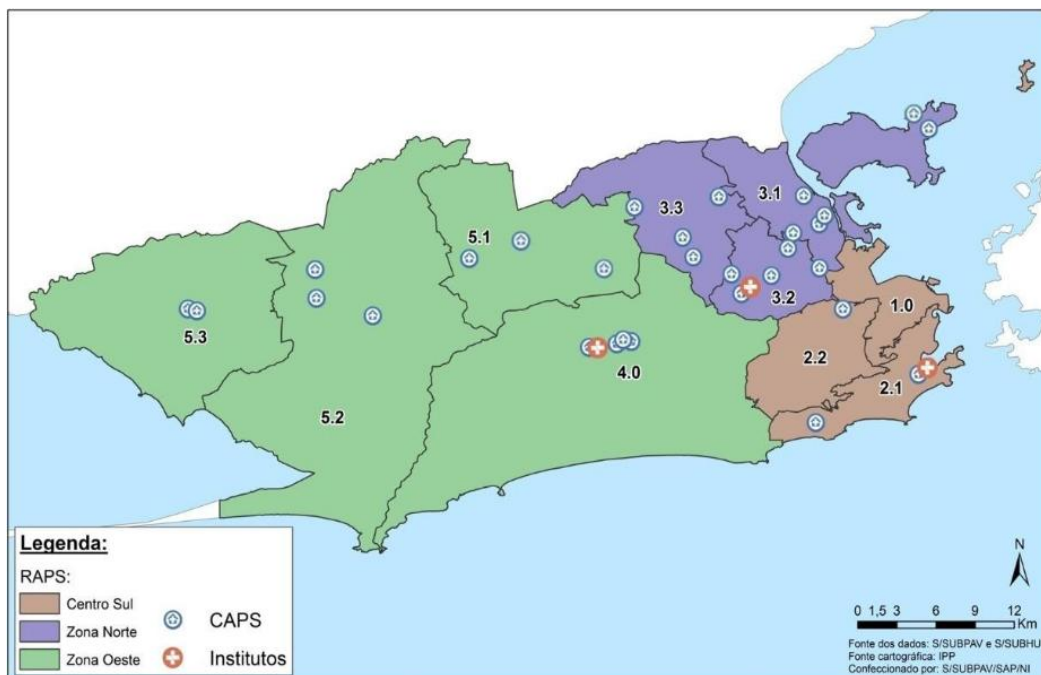 3.1
3.3
5.1
3.2
1.0
5.3
2.2
4.0
2.1
5.2
Legenda:
RAPS:
Centro Sul
CAPS
Zona Norte
Zona Oeste
Institutos
N
0 1,5 3 6 9 12
Km
Fonte dos dados: S/SUBPAV e S/SUBHU
Fonte cartográfica: IPP
Confeccionado por: S/SUBPAV/SAP/NI